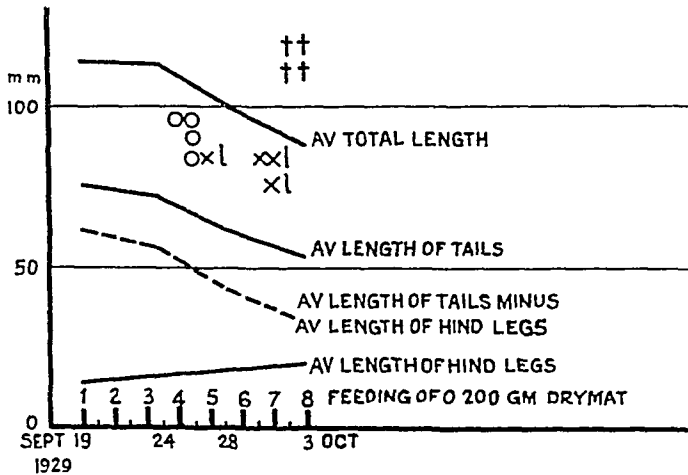 ††
mm
††
100
OO
AV TOTAL LENGTH
O
O×l ××l
×l
AV LENGTH OF TAILS
50
AV LENGTH OF TAILS MINUS
AV LENGTH OF HIND LEGS
AV LENGTH OF HIND LEGS
1 2 3 4 5 6 7 8 FEEDING OF O 200 GM DRYMAT
0
SEPT 19 24 28 3 OCT
1929